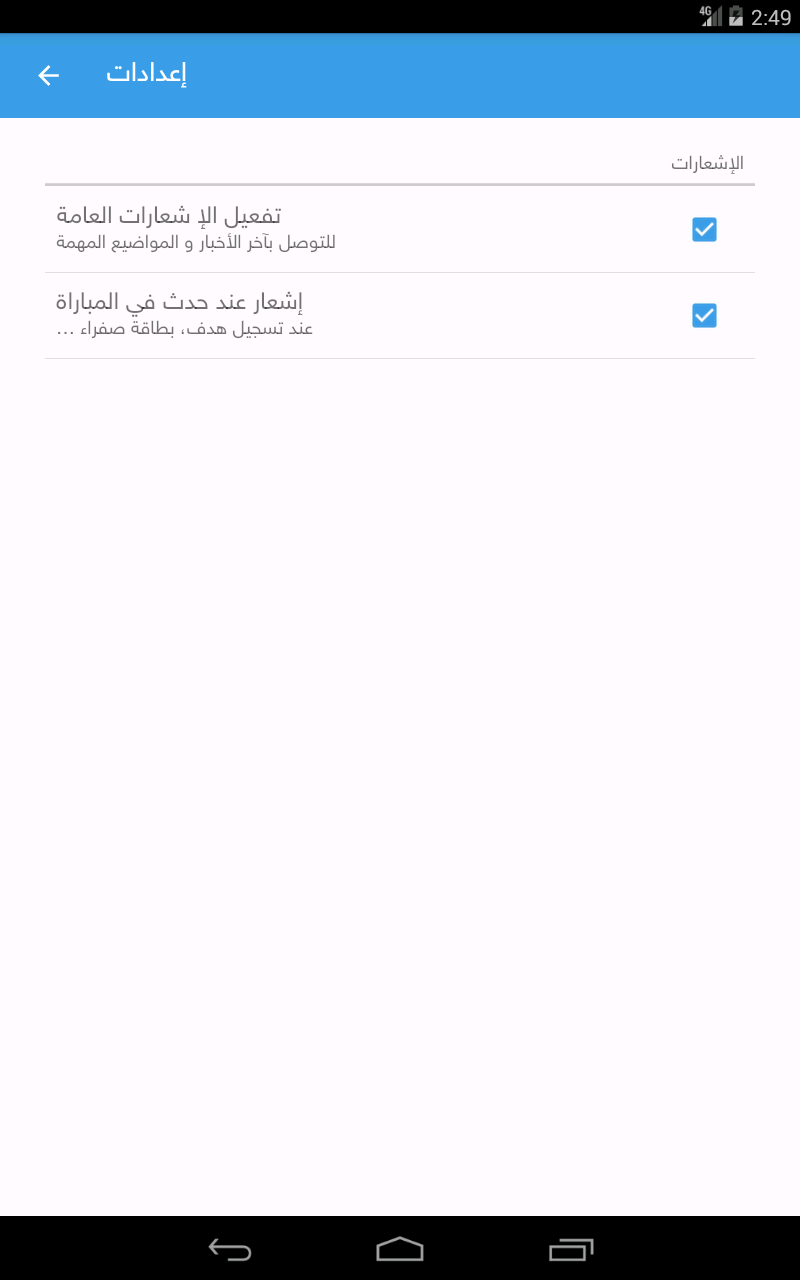 4G 2:49
إعدادات
الإشعارات
تفعيل الإ شعارات العامة
للتوصل بآخر الأخبار و المواضيع المهمة
إشعار عند حدث في المباراة
عند تسجيل هدف، بطاقة صفراء ...